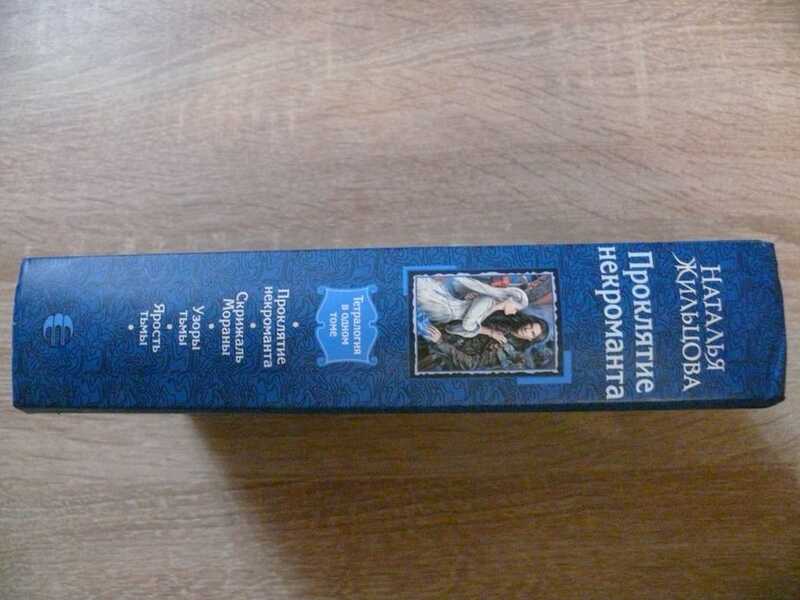 Наталья
Жильцова
Проклятие
некроманта
Тетралогия
в одном
томе
•
Проклятие
некроманта
•
Скрижаль
Мораны
•
Узоры
тьмы
•
Ярость
тьмы
•